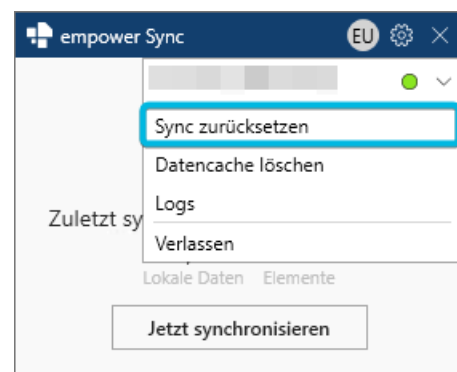 empower Sync
EU
Sync zurücksetzen
Datencache löschen
Logs
Zuletzt sy
Verlassen
Lokale Daten Elemente
Jetzt synchronisieren